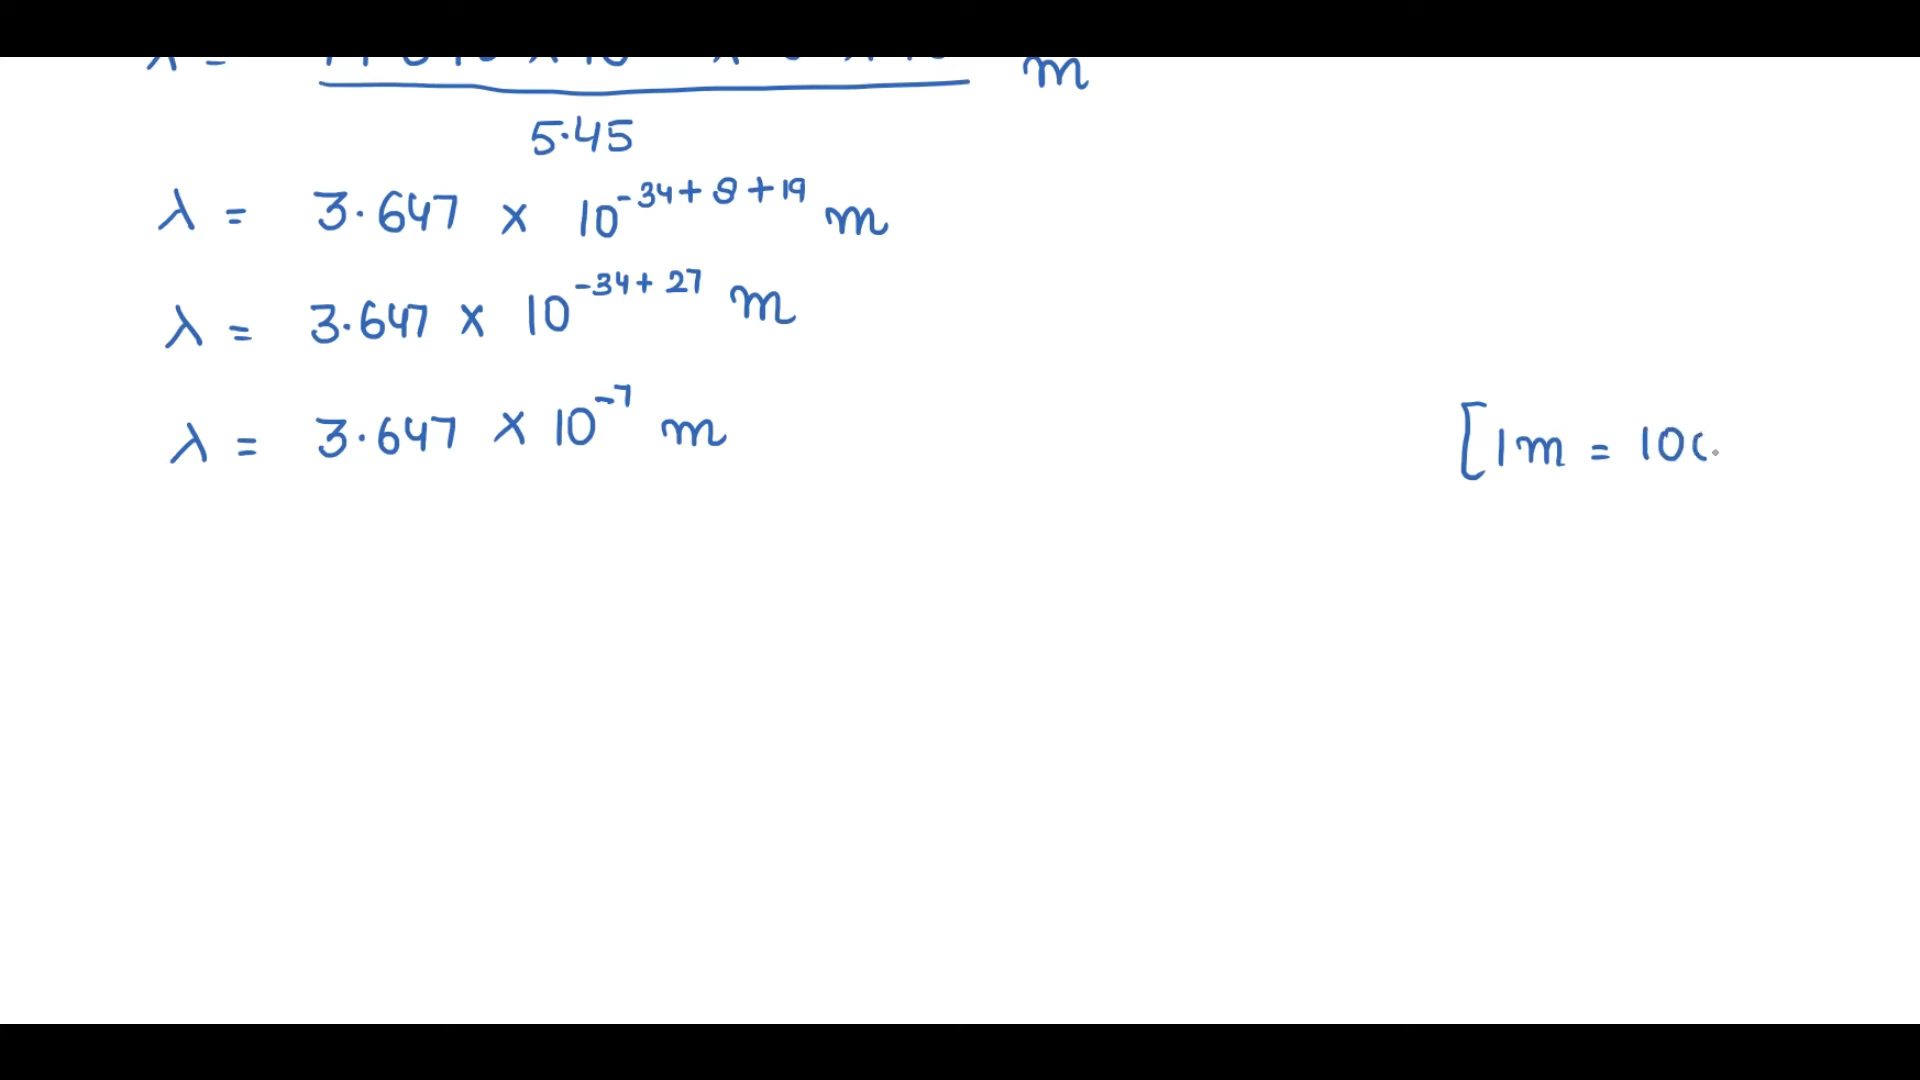 λ = m
5.45
λ = 3.647 × 10⁻³⁴⁺⁸⁺¹⁹ m
λ = 3.647 × 10⁻³⁴⁺²⁷ m
λ = 3.647 × 10⁻⁷ m [1m = 10